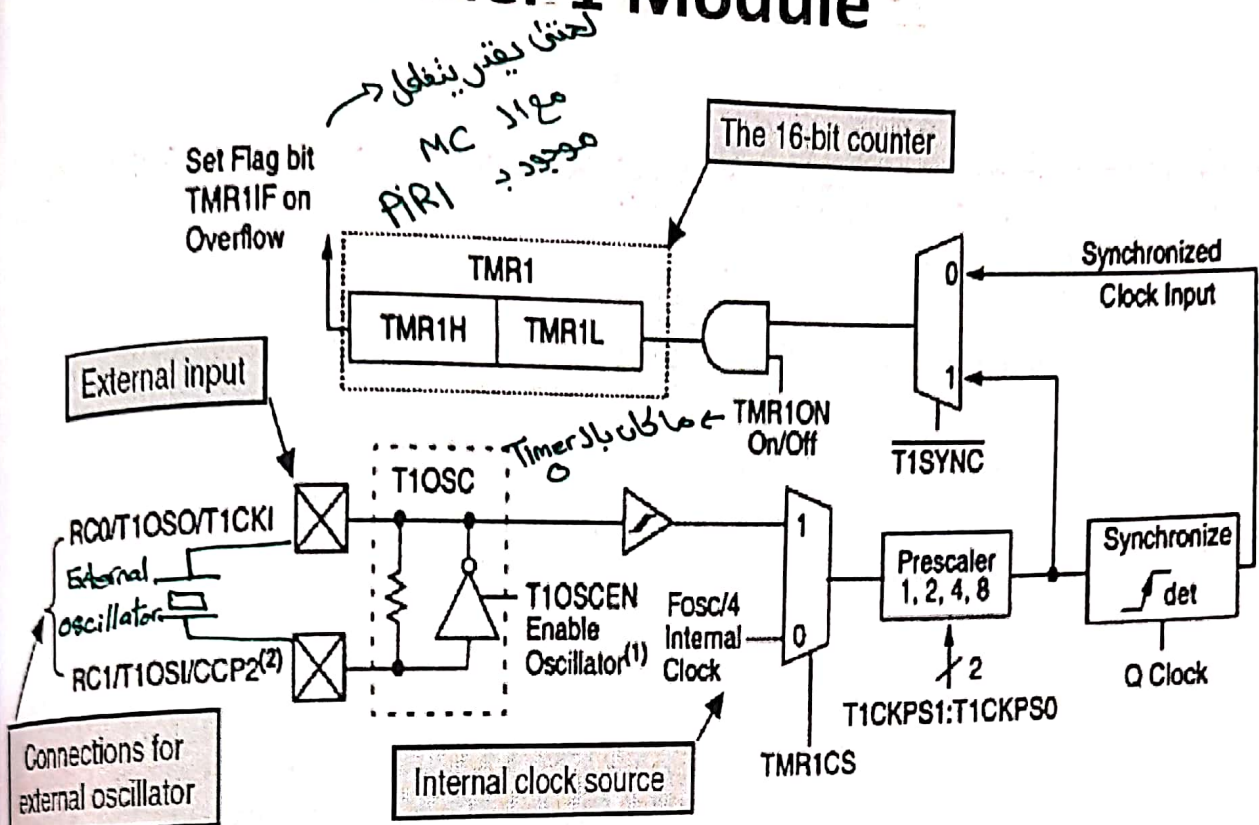 1 Module
لحتى يقدر يتفاعل
مع الـ MC
موجود بـ PiR1
The 16-bit counter
Set Flag bit
TMR1IF on
Overflow
TMR1
TMR1H
TMR1L
0
Synchronized
Clock Input
1
External input
TMR1ON
On/Off
T1SYNC
Timer
0
T1OSC
RC0/T1OSO/T1CKI
External
oscillator
RC1/T1OSI/CCP2(2)
T1OSCEN
Enable
Oscillator(1)
Fosc/4
Internal
Clock
1
0
Prescaler
1, 2, 4, 8
Synchronize
det
2
T1CKPS1:T1CKPS0
Q Clock
TMR1CS
Connections for
external oscillator
Internal clock source